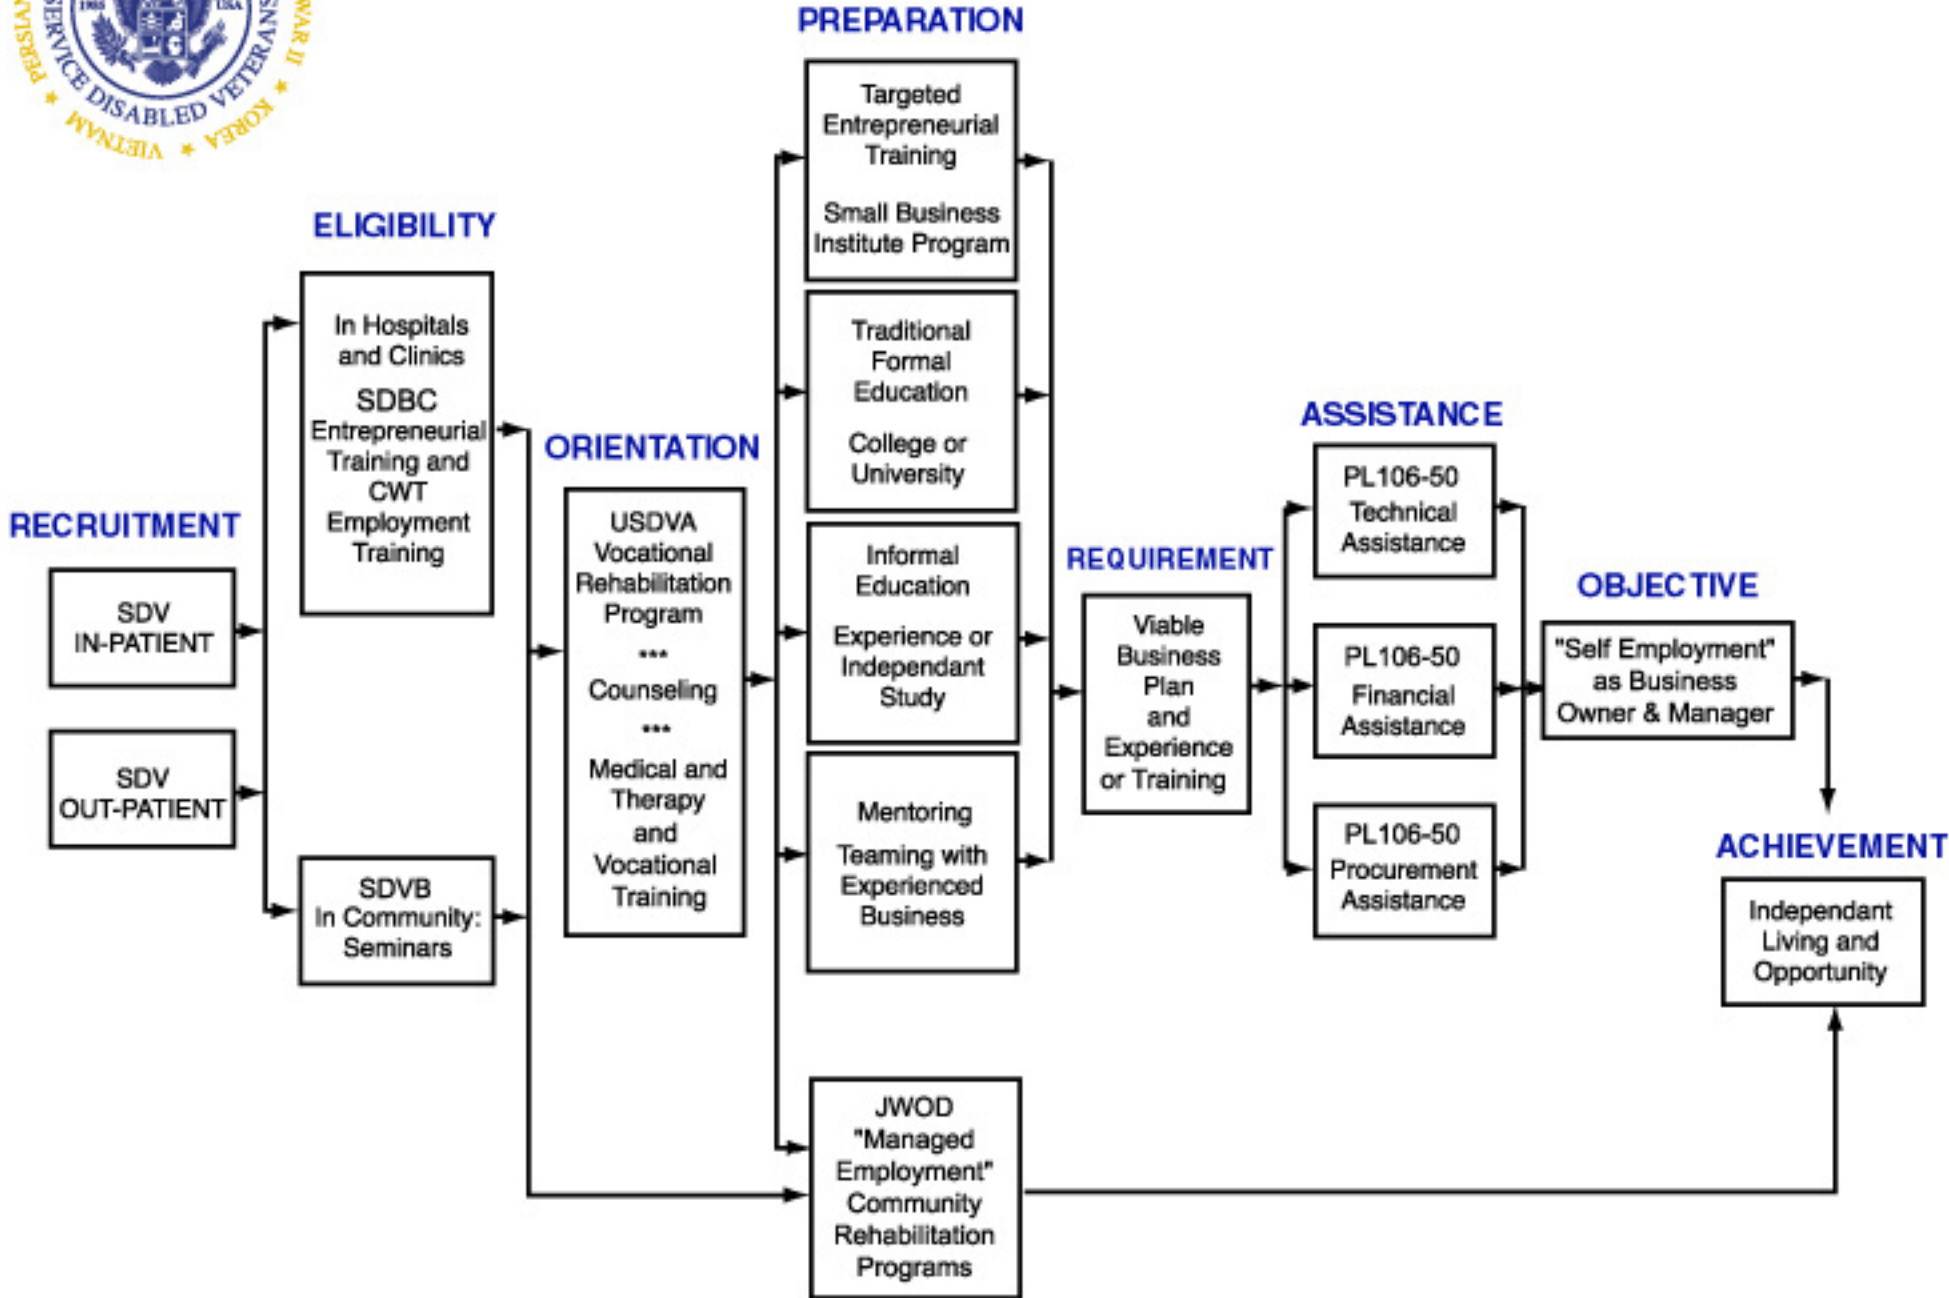 1985
USA
SERVICE DISABLED VETERANS
WAR II ★ KOREA ★ VIETNAM ★
PREPARATION
Targeted
Entrepreneurial
Training
Small Business
Institute Program
ELIGIBILITY
In Hospitals
and Clinics
SDBC
Entrepreneurial
Training and
CWT
Employment
Training
Traditional
Formal
Education
College or
University
ORIENTATION
USDVA
Vocational
Rehabilitation
Program
***
Counseling
***
Medical and
Therapy
and
Vocational
Training
RECRUITMENT
SDV
IN-PATIENT
SDV
OUT-PATIENT
SDVB
In Community:
Seminars
Informal
Education
Experience or
Independant
Study
Mentoring
Teaming with
Experienced
Business
JWOD
"Managed
Employment"
Community
Rehabilitation
Programs
REQUIREMENT
Viable
Business
Plan
and
Experience
or Training
ASSISTANCE
PL106-50
Technical
Assistance
PL106-50
Financial
Assistance
PL106-50
Procurement
Assistance
OBJECTIVE
"Self Employment"
as Business
Owner & Manager
ACHIEVEMENT
Independant
Living and
Opportunity